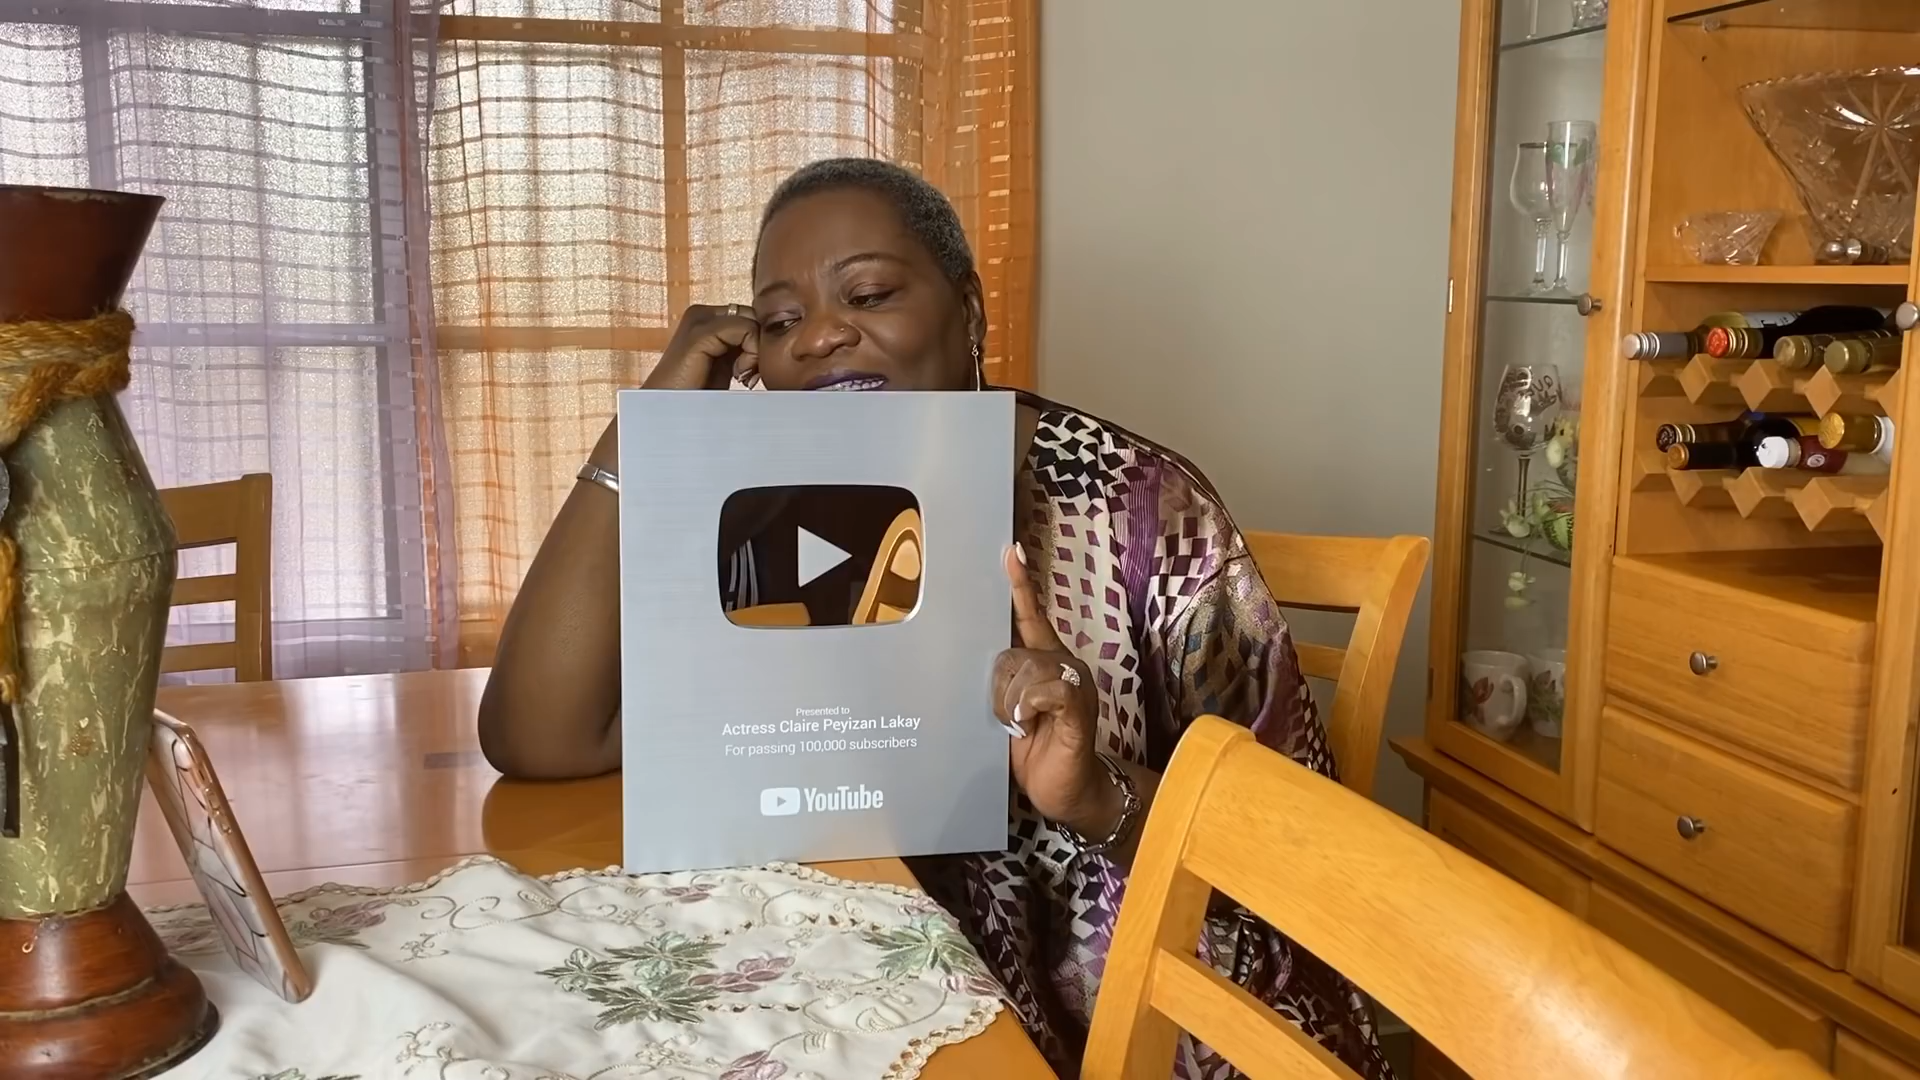 Presented to
Actress Claire Peyizan Lakay
For passing 100,000 subscribers
YouTube